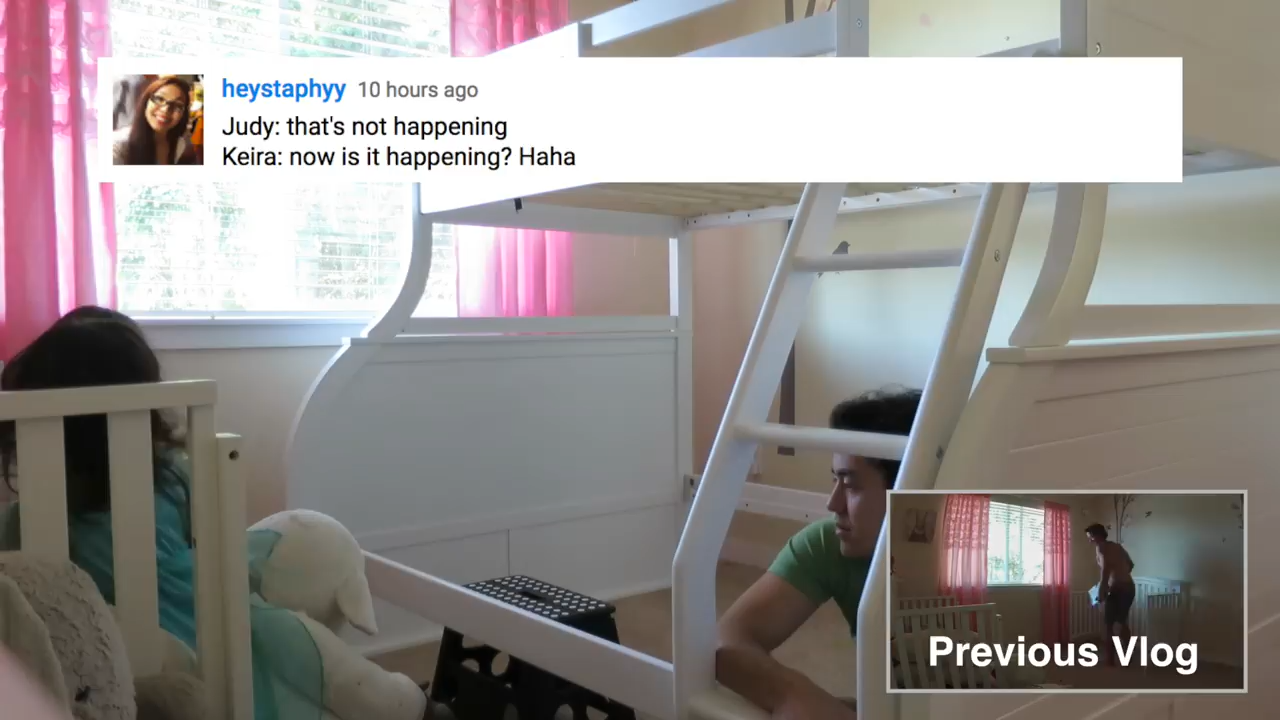 heystaphyy 10 hours ago
Judy: that's not happening
Keira: now is it happening? Haha
Previous Vlog